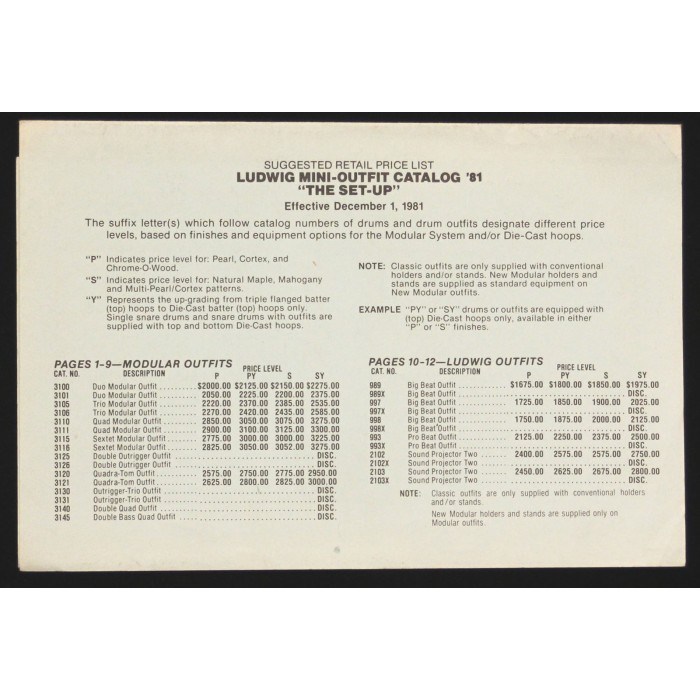 SUGGESTED RETAIL PRICE LIST
LUDWIG MINI-OUTFIT CATALOG '81
"THE SET-UP"
Effective December 1, 1981
The suffix letter(s) which follow catalog numbers of drums and drum outfits designate different price
levels, based on finishes and equipment options for the Modular System and/or Die-Cast hoops.
"P" Indicates price level for: Pearl, Cortex, and
Chrome-O-Wood.
"S" Indicates price level for: Natural Maple, Mahogany
and Multi-Pearl/Cortex patterns.
"Y" Represents the up-grading from triple flanged batter
(top) hoops to Die-Cast batter (top) hoops only.
Single snare drums and snare drums with outfits are
supplied with top and bottom Die-Cast hoops.
NOTE: Classic outfits are only supplied with conventional
holders and/or stands. New Modular holders and
stands are supplied as standard equipment on
New Modular outfits.
EXAMPLE "PY" or "SY" drums or outfits are equipped with
(top) Die-Cast hoops only, available in either
"P" or "S" finishes.
PAGES 1-9—MODULAR OUTFITS
PRICE LEVEL
CAT. NO. DESCRIPTION P PY S SY
3100 Duo Modular Outfit .......... $2000.00 $2125.00 $2150.00 $2275.00
3101 Duo Modular Outfit .......... 2050.00 2225.00 2200.00 2375.00
3105 Trio Modular Outfit .......... 2220.00 2370.00 2385.00 2535.00
3106 Trio Modular Outfit .......... 2270.00 2420.00 2435.00 2585.00
3110 Quad Modular Outfit .......... 2850.00 3050.00 3075.00 3275.00
3111 Quad Modular Outfit .......... 2900.00 3100.00 3125.00 3300.00
3115 Sextet Modular Outfit .......... 2775.00 3000.00 3000.00 3225.00
3116 Sextet Modular Outfit .......... 2825.00 3050.00 3052.00 3275.00
3125 Double Outrigger Outfit .......... DISC.
3126 Double Outrigger Outfit .......... DISC.
3120 Quadra-Tom Outfit .......... 2575.00 2750.00 2775.00 2950.00
3121 Quadra-Tom Outfit .......... 2625.00 2800.00 2825.00 3000.00
3130 Outrigger-Trio Outfit .......... DISC.
3131 Outrigger-Trio Outfit .......... DISC.
3140 Double Quad Outfit .......... DISC.
3145 Double Bass Quad Outfit .......... DISC.
PAGES 10-12—LUDWIG OUTFITS
PRICE LEVEL
CAT. NO. DESCRIPTION P PY S SY
989 Big Beat Outfit .......... $1675.00 $1800.00 $1850.00 $1975.00
989X Big Beat Outfit .......... DISC.
997 Big Beat Outfit .......... 1725.00 1850.00 1900.00 2025.00
997X Big Beat Outfit .......... DISC.
998 Big Beat Outfit .......... 1750.00 1875.00 2000.00 2125.00
998X Big Beat Outfit .......... DISC.
993 Pro Beat Outfit .......... 2125.00 2250.00 2375.00 2500.00
993X Pro Beat Outfit .......... DISC.
2102 Sound Projector Two .......... 2400.00 2575.00 2575.00 2750.00
2102X Sound Projector Two .......... DISC.
2103 Sound Projector Two .......... 2450.00 2625.00 2675.00 2800.00
2103X Sound Projector Two .......... DISC.
NOTE: Classic outfits are only supplied with conventional holders
and/or stands.
New Modular holders and stands are supplied only on
Modular outfits.